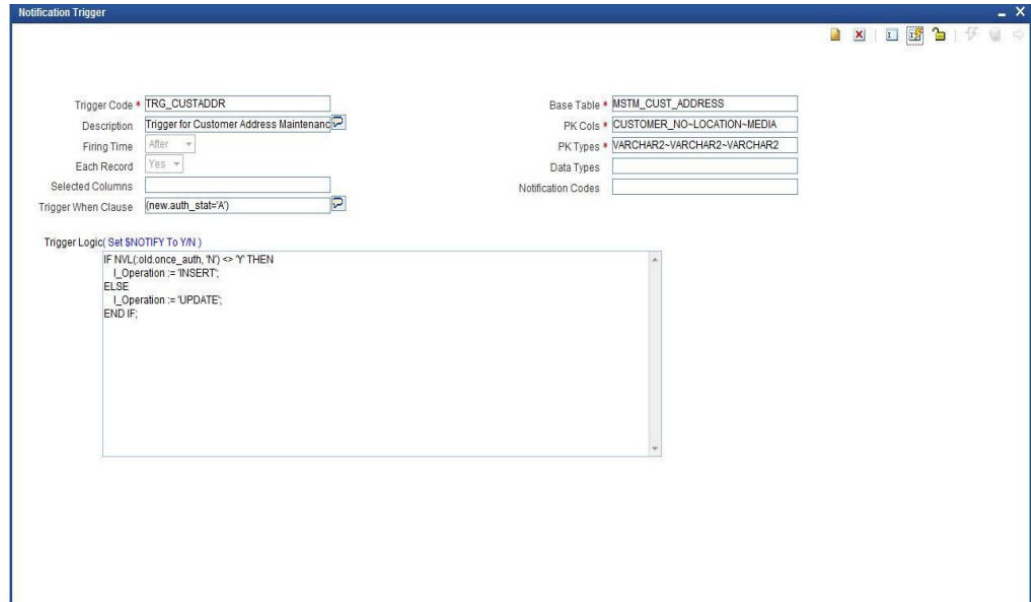 Notification Trigger
Trigger Code * TRG_CUSTADDR
Base Table * MSTM_CUST_ADDRESS
Description Trigger for Customer Address Maintenanc
PK Cols * CUSTOMER_NO~LOCATION~MEDIA
Firing Time After
PK Types * VARCHAR2~VARCHAR2~VARCHAR2
Each Record Yes
Data Types
Selected Columns
Notification Codes
Trigger When Clause (new.auth_stat='A')
Trigger Logic( Set $NOTIFY To Y/N )
IF NVL(:old.once_auth, 'N') <> 'Y' THEN
l_Operation := 'INSERT';
ELSE
l_Operation := 'UPDATE';
END IF;